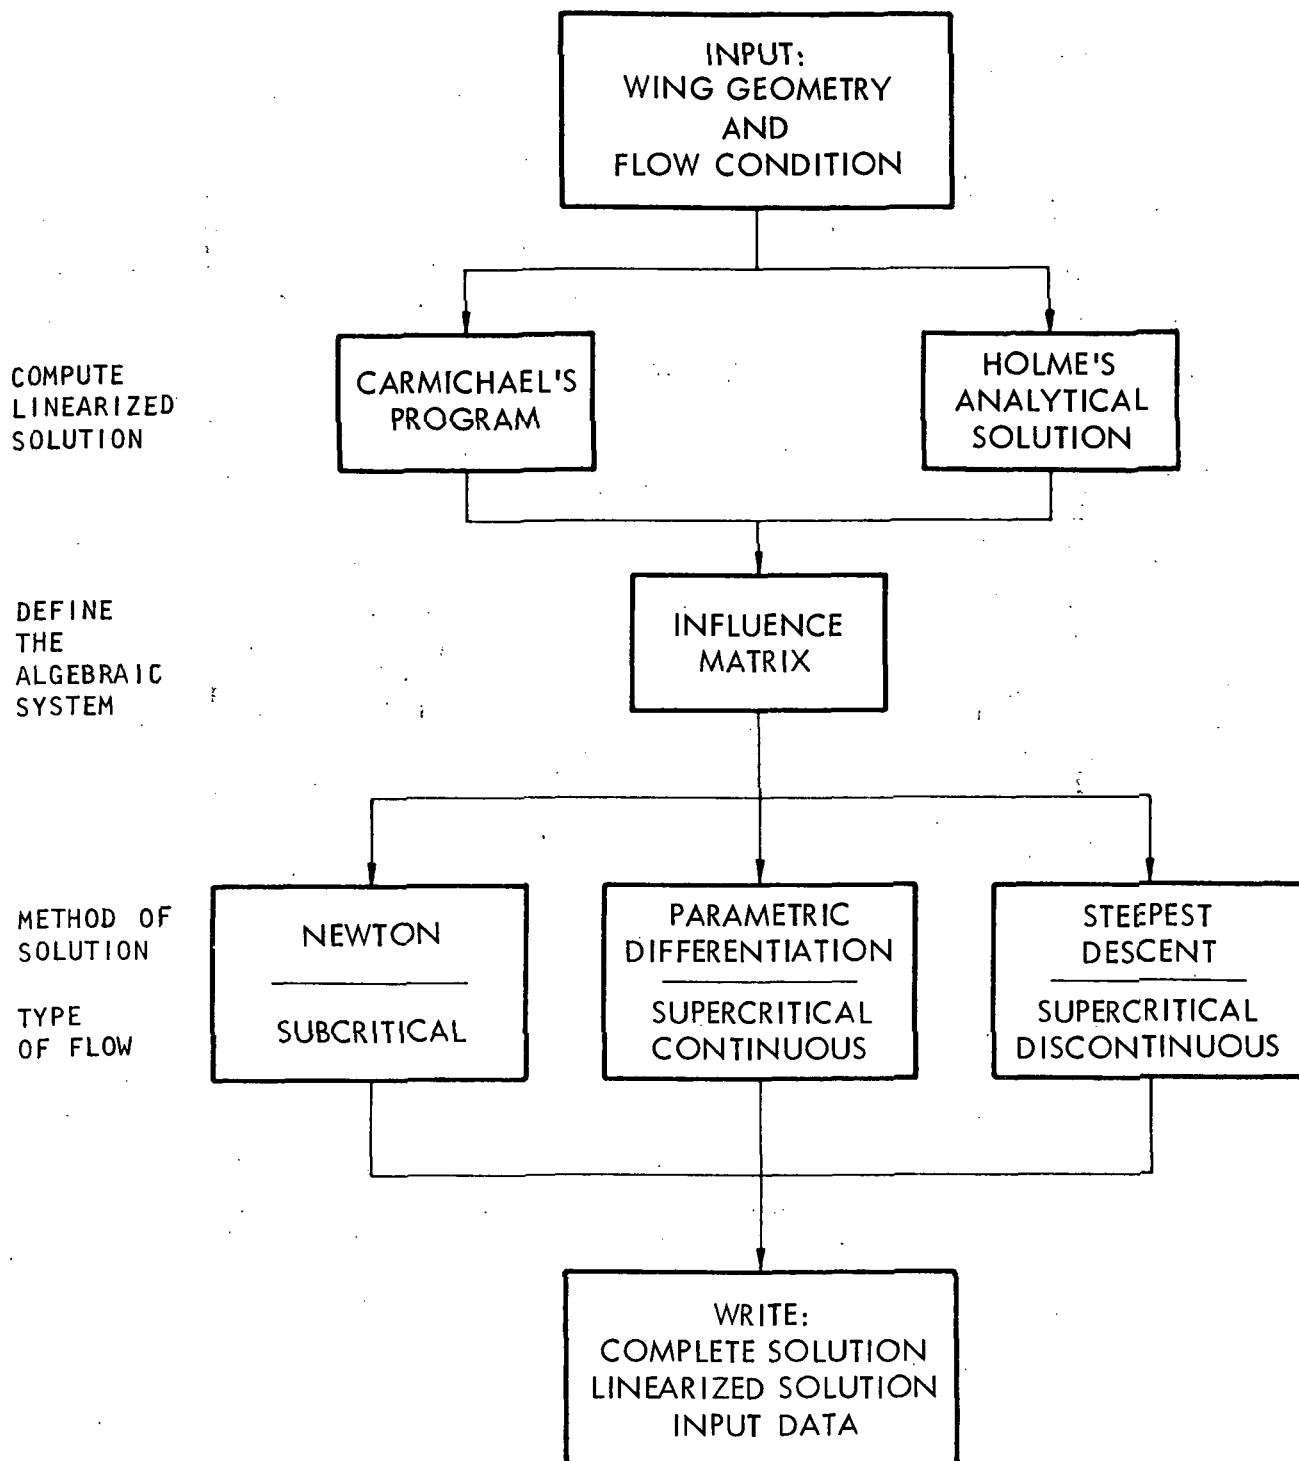 INPUT:
WING GEOMETRY
AND
FLOW CONDITION
COMPUTE
LINEARIZED
SOLUTION
CARMICHAEL'S
PROGRAM
HOLME'S
ANALYTICAL
SOLUTION
DEFINE
THE
ALGEBRAIC
SYSTEM
INFLUENCE
MATRIX
METHOD OF
SOLUTION
TYPE
OF FLOW
NEWTON
SUBCRITICAL
PARAMETRIC
DIFFERENTIATION
SUPERCRITICAL
CONTINUOUS
STEEPEST
DESCENT
SUPERCRITICAL
DISCONTINUOUS
WRITE:
COMPLETE SOLUTION
LINEARIZED SOLUTION
INPUT DATA